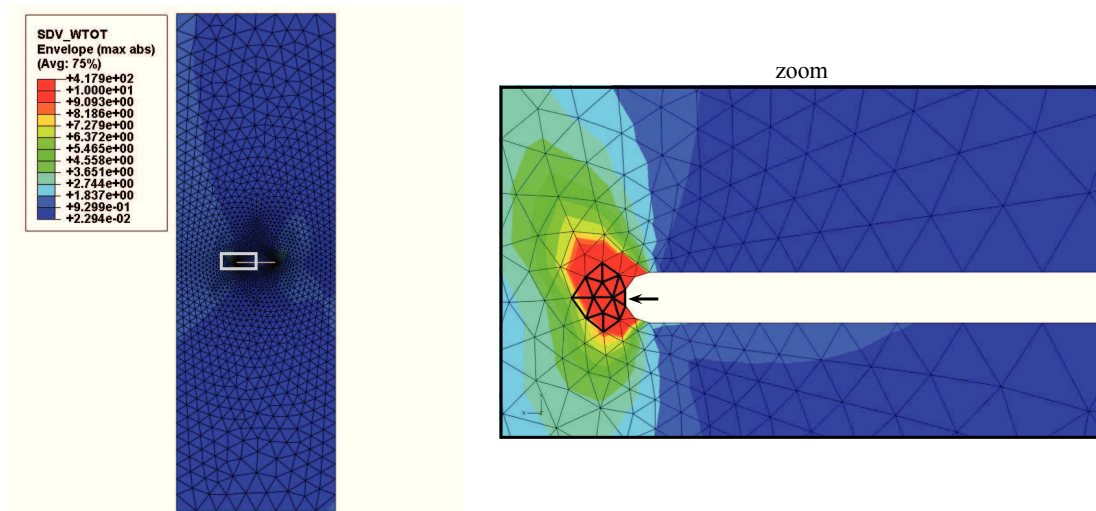 SDV_WTOT
Envelope (max abs)
(Avg: 75%)
+4.179e+02
+1.000e+01
+9.093e+00
+8.186e+00
+7.279e+00
+6.372e+00
+5.465e+00
+4.558e+00
+3.651e+00
+2.744e+00
+1.837e+00
+9.299e-01
+2.294e-02
zoom